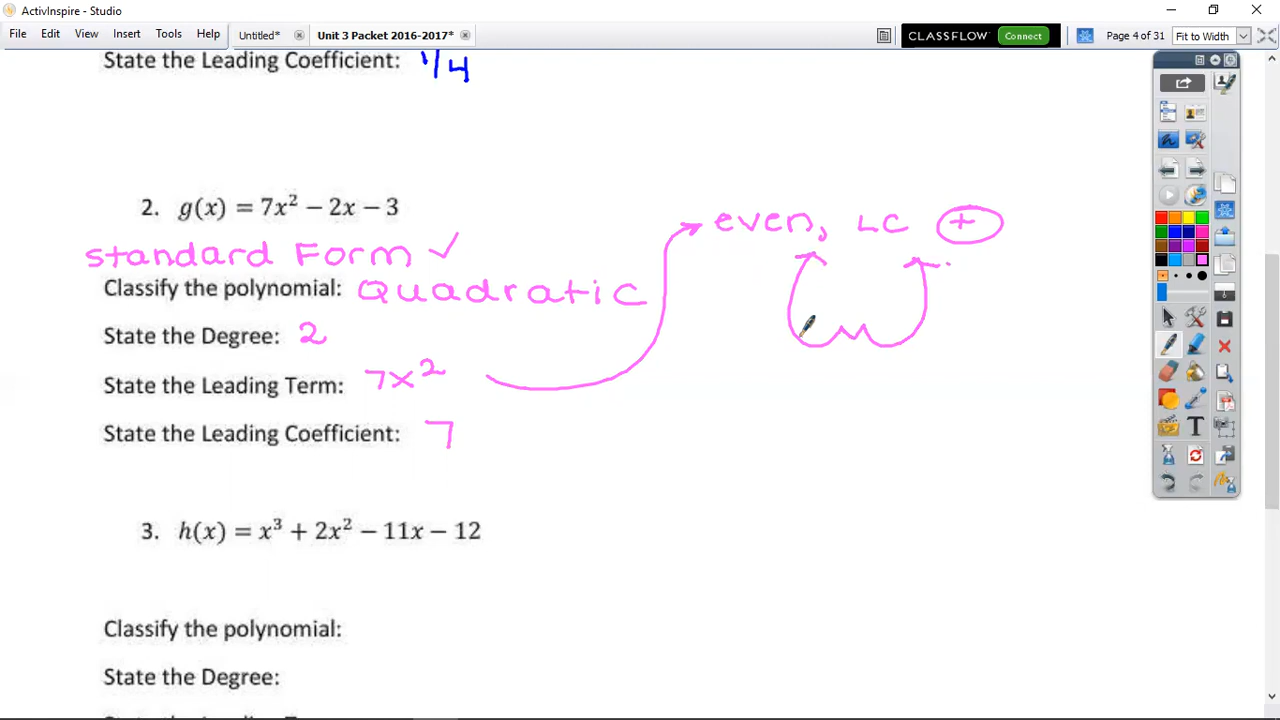 ActivInspire - Studio
File Edit View Insert Tools Help Untitled* Unit 3 Packet 2016-2017* CLASSFLOW Connect Page 4 of 31 Fit to Width
State the Leading Coefficient: 1/4
2. g(x) = 7x² − 2x − 3
even, LC +
standard Form ✓
Classify the polynomial: Quadratic
State the Degree: 2
State the Leading Term: 7x²
State the Leading Coefficient: 7
3. h(x) = x³ + 2x² − 11x − 12
Classify the polynomial:
State the Degree: